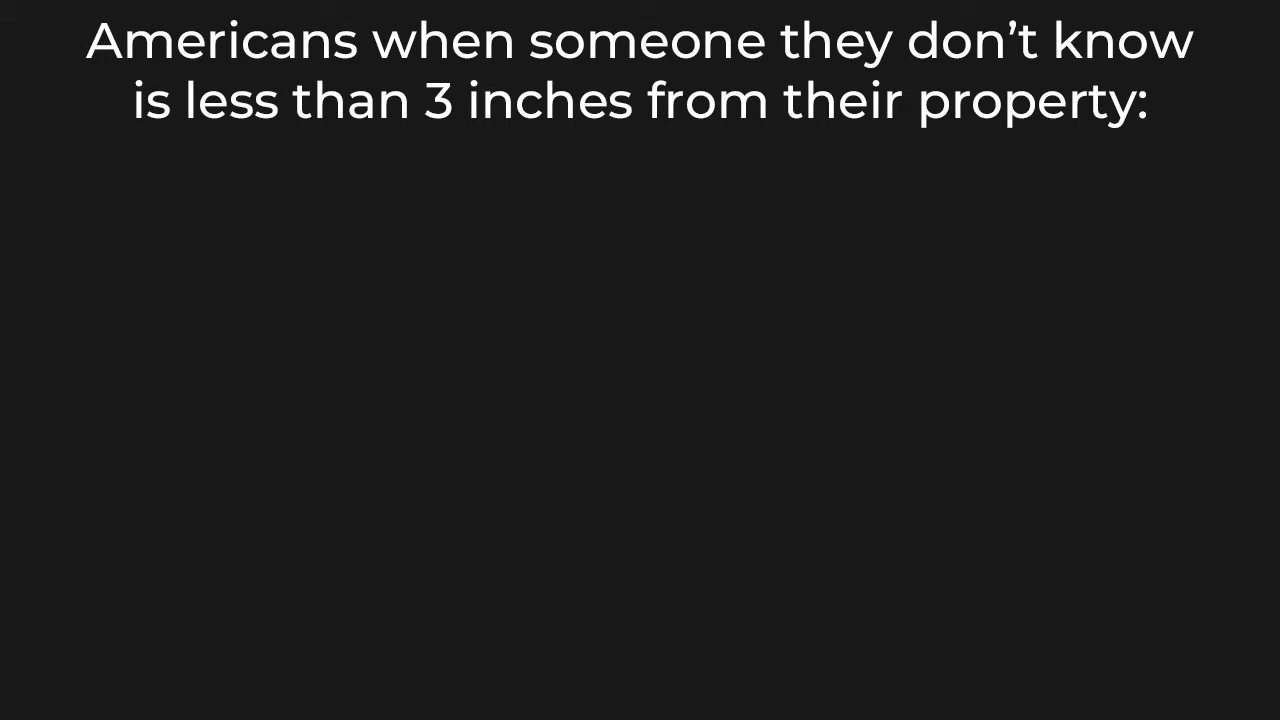 Americans when someone they don’t know
is less than 3 inches from their property: